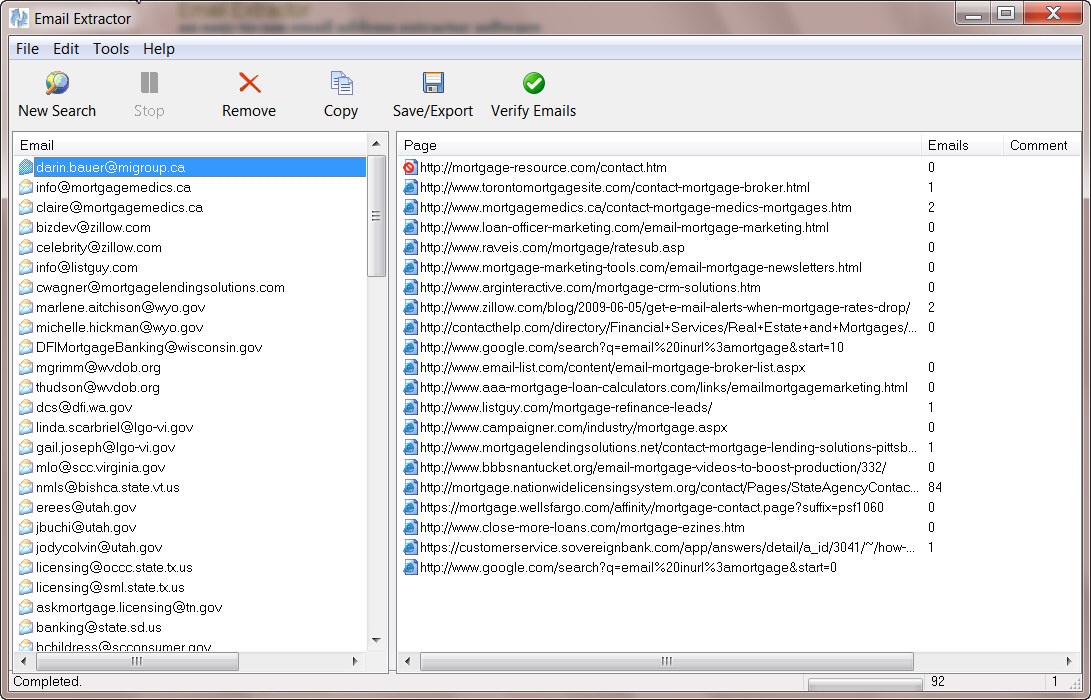 Email Extractor
File Edit Tools Help
New Search Stop Remove Copy Save/Export Verify Emails
Email
darin.bauer@migroup.ca
info@mortgagemedics.ca
claire@mortgagemedics.ca
bizdev@zillow.com
celebrity@zillow.com
info@listguy.com
cwagner@mortgagelendingsolutions.com
marlene.aitchison@wyo.gov
michelle.hickman@wyo.gov
DFIMortgageBanking@wisconsin.gov
mgrimm@wvdob.org
thudson@wvdob.org
dcs@dfi.wa.gov
linda.scarbriel@lgo-vi.gov
gail.joseph@lgo-vi.gov
mlo@scc.virginia.gov
nmls@bishca.state.vt.us
erees@utah.gov
jbuchi@utah.gov
jodycolvin@utah.gov
licensing@occc.state.tx.us
licensing@sml.state.tx.us
askmortgage.licensing@tn.gov
banking@state.sd.us
bchildress@scconsumer.gov
Page Emails Comment
http://mortgage-resource.com/contact.htm 0
http://www.torontomortgagesite.com/contact-mortgage-broker.html 1
http://www.mortgagemedics.ca/contact-mortgage-medics-mortgages.htm 2
http://www.loan-officer-marketing.com/email-mortgage-marketing.html 0
http://www.raveis.com/mortgage/ratesub.asp 0
http://www.mortgage-marketing-tools.com/email-mortgage-newsletters.html 0
http://www.arginteractive.com/mortgage-crm-solutions.htm 0
http://www.zillow.com/blog/2009-06-05/get-e-mail-alerts-when-mortgage-rates-drop/ 2
http://contacthelp.com/directory/Financial+Services/Real+Estate+and+Mortgages/... 0
http://www.google.com/search?q=email%20inurl%3amortgage&start=10
http://www.email-list.com/content/email-mortgage-broker-list.aspx 0
http://www.aaa-mortgage-loan-calculators.com/links/emailmortgagemarketing.html 0
http://www.listguy.com/mortgage-refinance-leads/ 1
http://www.campaigner.com/industry/mortgage.aspx 0
http://www.mortgagelendingsolutions.net/contact-mortgage-lending-solutions-pittsb... 1
http://www.bbbsnantucket.org/email-mortgage-videos-to-boost-production/332/ 0
http://mortgage.nationwidelicensingsystem.org/contact/Pages/StateAgencyContac... 84
https://mortgage.wellsfargo.com/affinity/mortgage-contact.page?suffix=psf1060 0
http://www.close-more-loans.com/mortgage-ezines.htm 0
https://customerservice.sovereignbank.com/app/answers/detail/a_id/3041/~/how-... 1
http://www.google.com/search?q=email%20inurl%3amortgage&start=0
Completed. 92 1